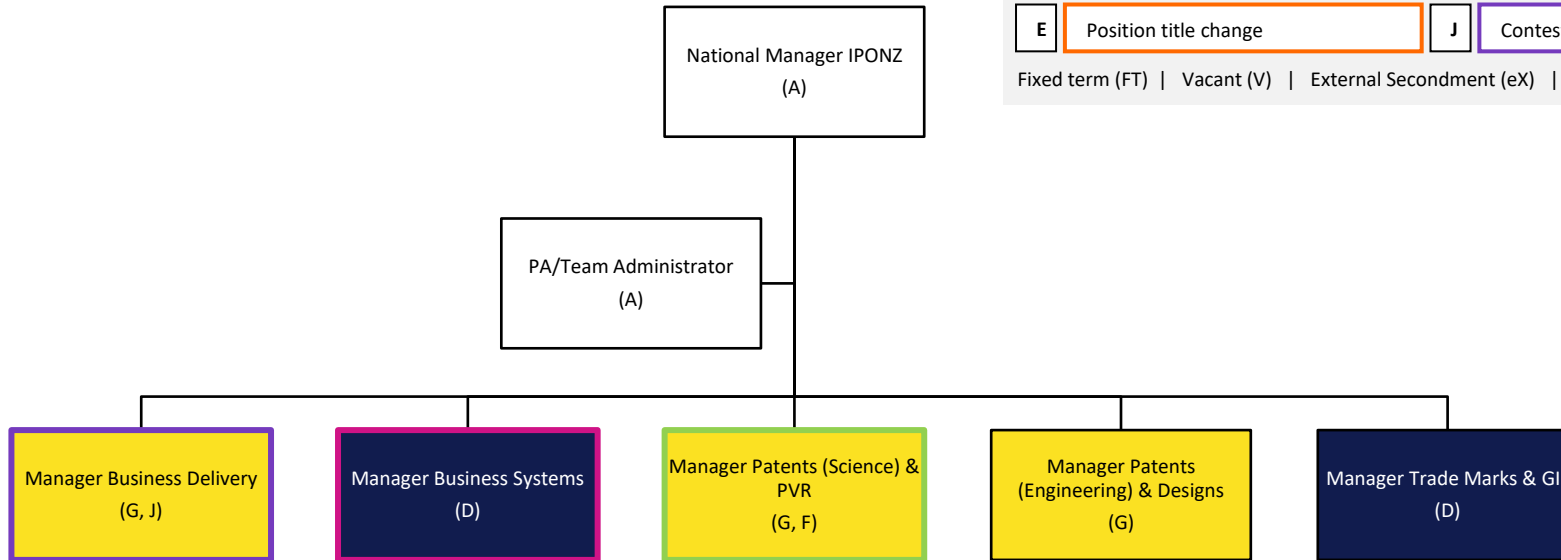 E Position title change J Contes
Fixed term (FT) | Vacant (V) | External Secondment (eX) |
National Manager IPONZ
(A)
PA/Team Administrator
(A)
Manager Business Delivery
(G, J)
Manager Business Systems
(D)
Manager Patents (Science) &
PVR
(G, F)
Manager Patents
(Engineering) & Designs
(G)
Manager Trade Marks & GI
(D)